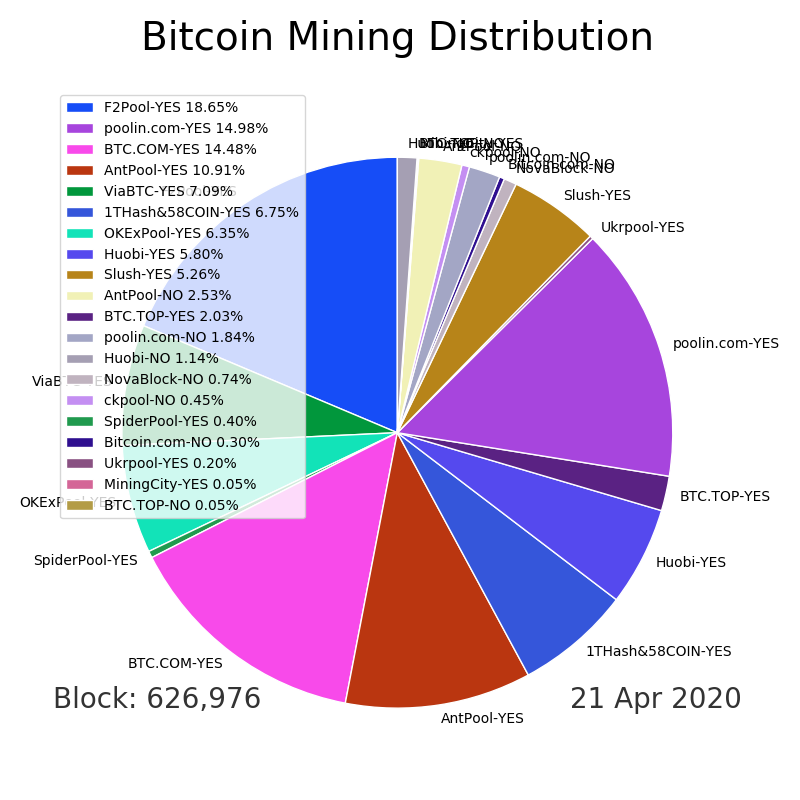 Bitcoin Mining Distribution
F2Pool-YES 18.65%
poolin.com-YES 14.98%
BTC.COM-YES 14.48%
AntPool-YES 10.91%
ViaBTC-YES 7.09%
1THash&58COIN-YES 6.75%
OKExPool-YES 6.35%
Huobi-YES 5.80%
Slush-YES 5.26%
AntPool-NO 2.53%
BTC.TOP-YES 2.03%
poolin.com-NO 1.84%
Huobi-NO 1.14%
NovaBlock-NO 0.74%
ckpool-NO 0.45%
SpiderPool-YES 0.40%
Bitcoin.com-NO 0.30%
Ukrpool-YES 0.20%
MiningCity-YES 0.05%
BTC.TOP-NO 0.05%
ckpool-NO
poolin.com-NO
Bitcoin.com-NO
NovaBlock-NO
Slush-YES
Ukrpool-YES
poolin.com-YES
BTC.TOP-YES
Huobi-YES
1THash&58COIN-YES
AntPool-YES
BTC.COM-YES
SpiderPool-YES
OKExPool-YES
ViaBTC-YES
Block: 626,976
21 Apr 2020